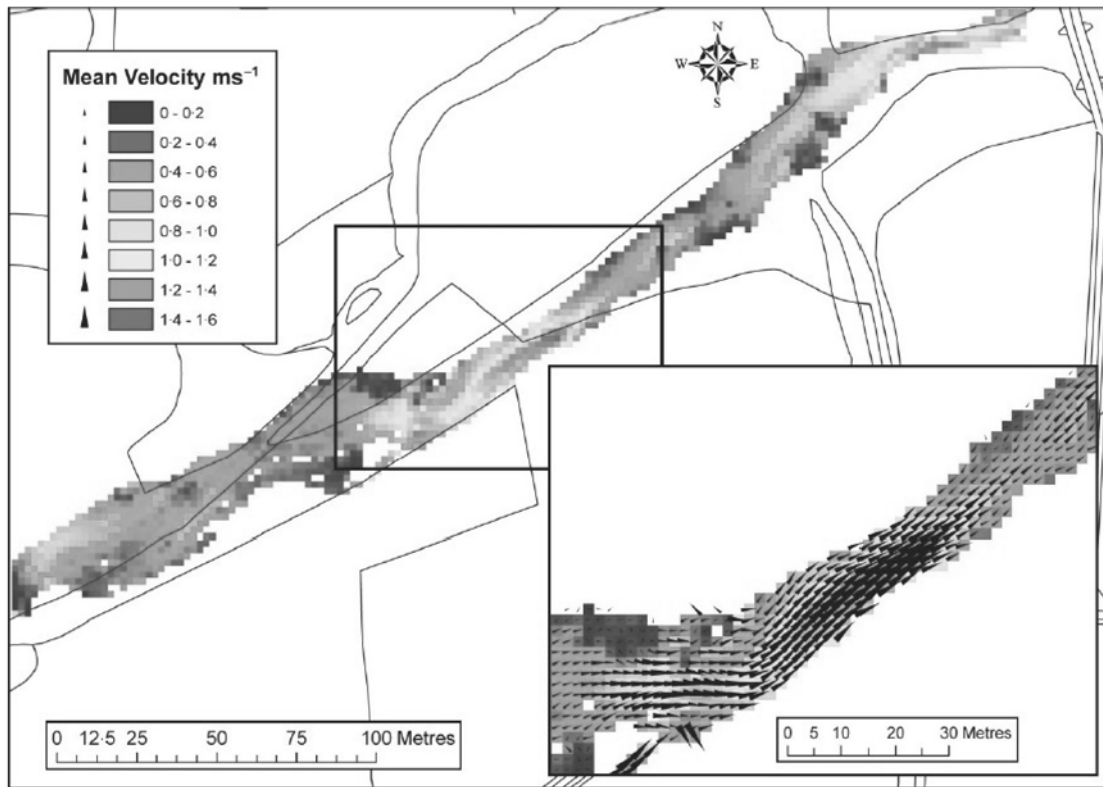 Mean Velocity ms⁻¹
0 - 0·2
0·2 - 0·4
0·4 - 0·6
0·6 - 0·8
0·8 - 1·0
1·0 - 1·2
1·2 - 1·4
1·4 - 1·6
N
W E
S
0 12·5 25 50 75 100 Metres
0 5 10 20 30 Metres